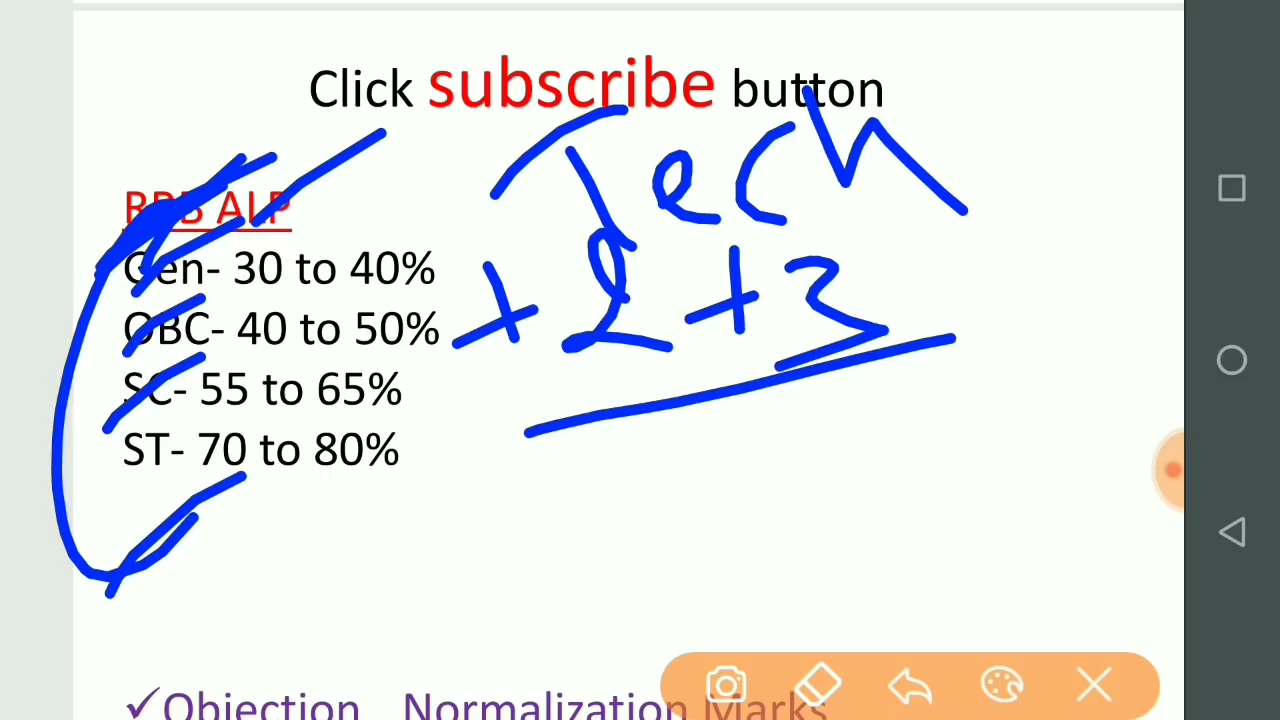 Click subscribe button
Tech
RRB ALP
+2+3
Gen- 30 to 40%
OBC- 40 to 50%
SC- 55 to 65%
ST- 70 to 80%
✓Objection Normalization Marks